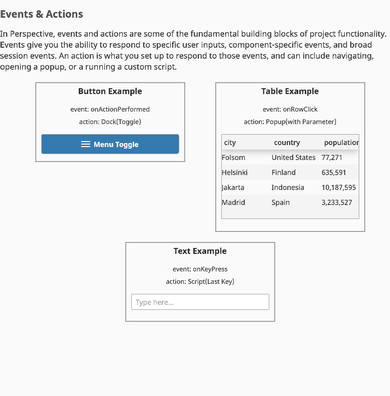 Events & Actions
In Perspective, events and actions are some of the fundamental building blocks of project functionality.
Events give you the ability to respond to specific user inputs, component-specific events, and broad
session events. An action is what you set up to respond to those events, and can include navigating,
opening a popup, or a running a custom script.
Button Example
event: onActionPerformed
action: Dock(Toggle)
Menu Toggle
Table Example
event: onRowClick
action: Popup(with Parameter)
city country population
Folsom United States 77,271
Helsinki Finland 635,591
Jakarta Indonesia 10,187,595
Madrid Spain 3,233,527
Text Example
event: onKeyPress
action: Script(Last Key)
Type here...